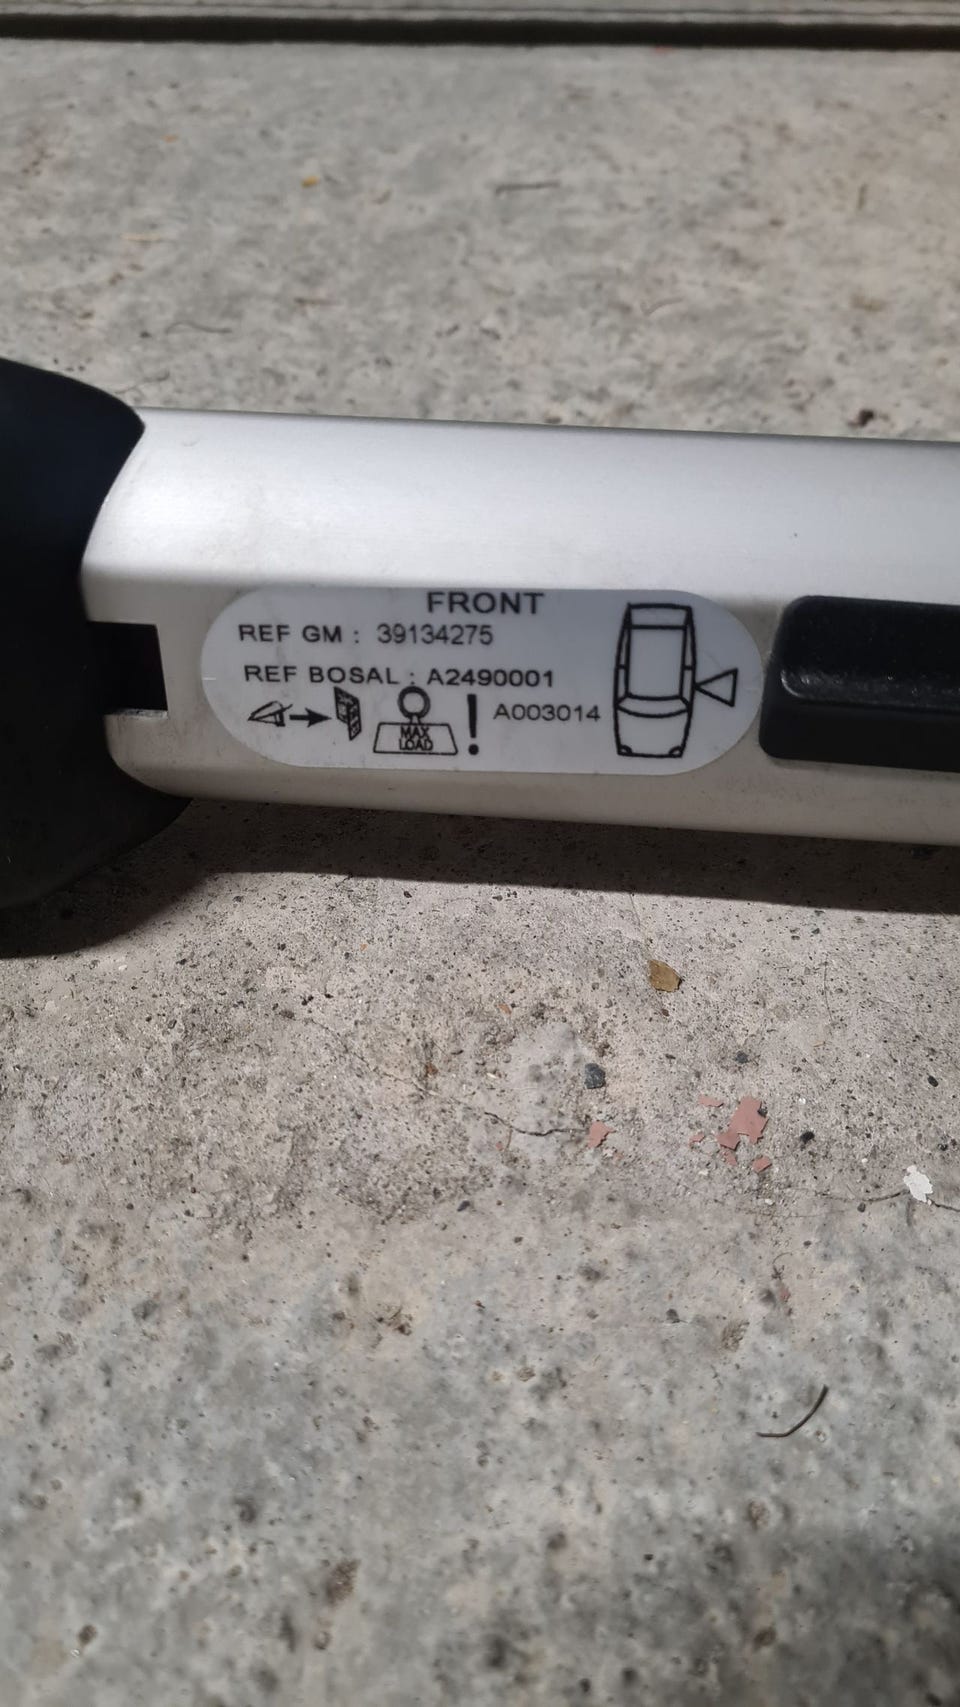 FRONT
REF GM : 39134275
REF BOSAL : A2490001
MAX
LOAD
! A003014